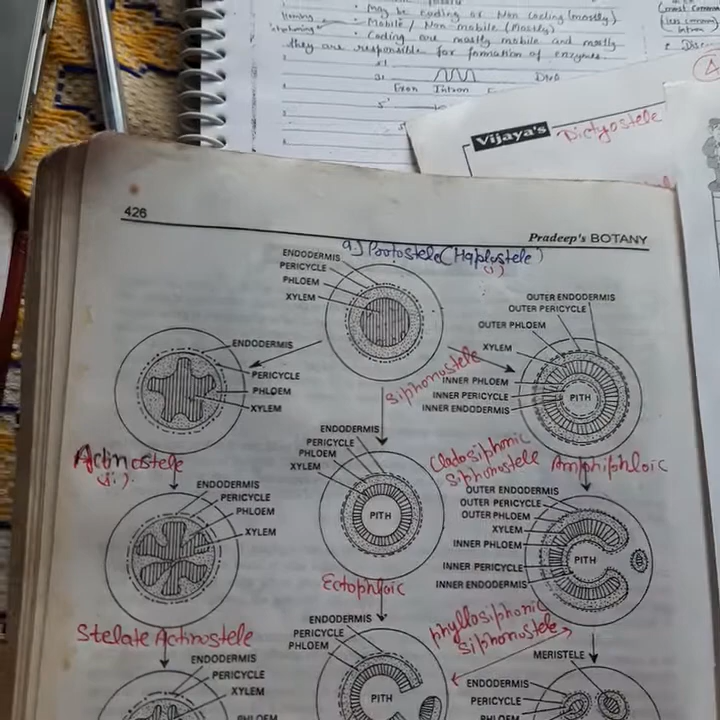 • May be Coding or Non Coding (mostly)
• Mobile / Non mobile (Mostly)
• Coding are mostly mobile and mostly
they are responsible for formation of enzymes.
Exon Intron
Vijaya's
Dictyostele
426
Pradeep's BOTANY
a.) Protostele (Haplostele)
(i)
ENDODERMIS
PERICYCLE
PHLOEM
XYLEM
ENDODERMIS
PERICYCLE
PHLOEM
XYLEM
OUTER ENDODERMIS
OUTER PERICYCLE
OUTER PHLOEM
XYLEM
INNER PHLOEM
INNER PERICYCLE
INNER ENDODERMIS
PITH
Siphonostele
Actinostele
(ii)
Cladosiphonic
Siphonostele
Amphiphloic
ENDODERMIS
PERICYCLE
PHLOEM
XYLEM
ENDODERMIS
PERICYCLE
PHLOEM
XYLEM
PITH
OUTER ENDODERMIS
OUTER PERICYCLE
OUTER PHLOEM
XYLEM
INNER PHLOEM
INNER PERICYCLE
INNER ENDODERMIS
PITH
Ectophloic
Stelate Actinostele
Phyllosiphonic
Siphonostele
ENDODERMIS
PERICYCLE
XYLEM
PHLOEM
ENDODERMIS
PERICYCLE
PHLOEM
PITH
MERISTELE
ENDODERMIS
PERICYCLE
PHLOEM